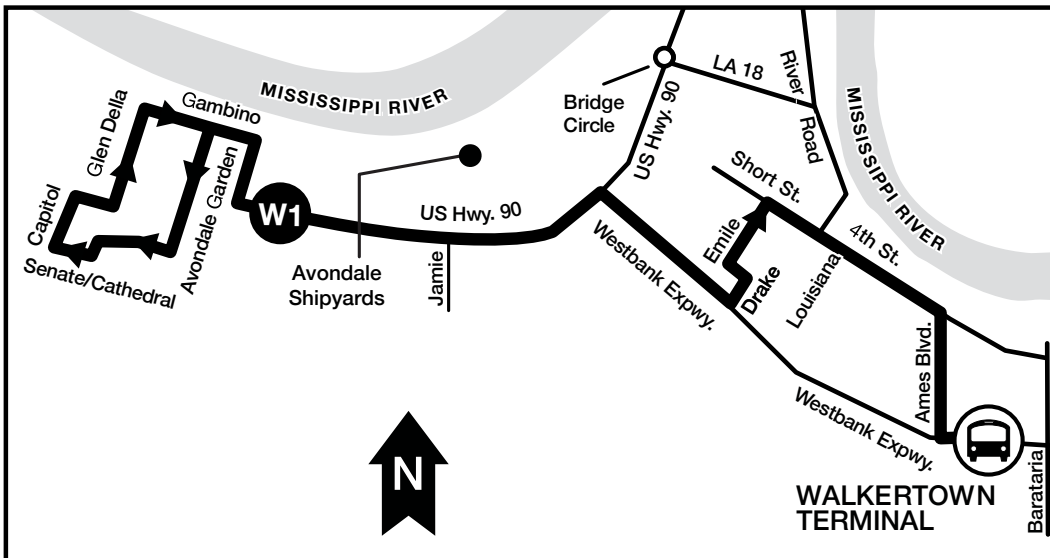 MISSISSIPPI RIVER
Gambino
Glen Della
Capitol
Avondale Garden
Senate/Cathedral
W1
US Hwy. 90
Avondale
Shipyards
Jamie
Bridge
Circle
US Hwy. 90
LA 18
River
Road
MISSISSIPPI RIVER
Short St.
4th St.
Emile
Drake
Louisiana
Westbank Expwy.
Ames Blvd.
Westbank Expwy.
WALKERTOWN
TERMINAL
Barataria
N